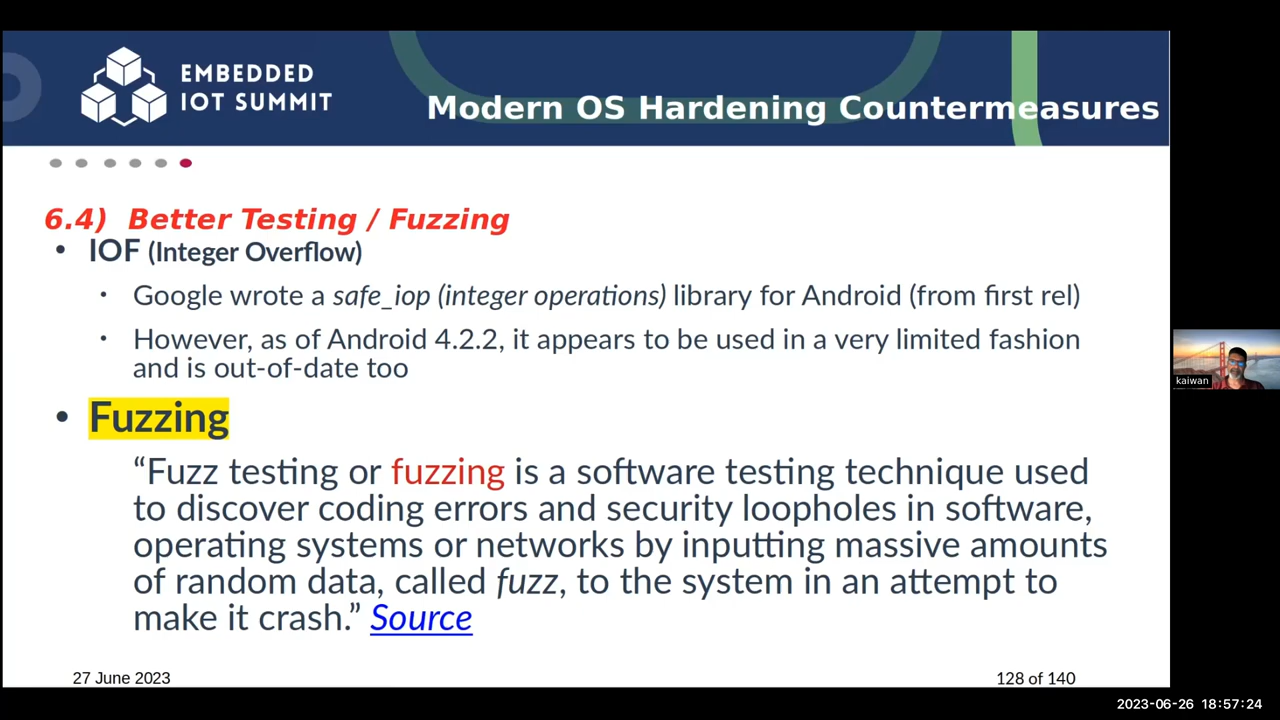 EMBEDDED
IOT SUMMIT
Modern OS Hardening Countermeasures
6.4) Better Testing / Fuzzing
• IOF (Integer Overflow)
• Google wrote a safe_iop (integer operations) library for Android (from first rel)
• However, as of Android 4.2.2, it appears to be used in a very limited fashion
and is out-of-date too
• Fuzzing
“Fuzz testing or fuzzing is a software testing technique used
to discover coding errors and security loopholes in software,
operating systems or networks by inputting massive amounts
of random data, called fuzz, to the system in an attempt to
make it crash.” Source
kaiwan
27 June 2023
128 of 140
2023-06-26 18:57:24